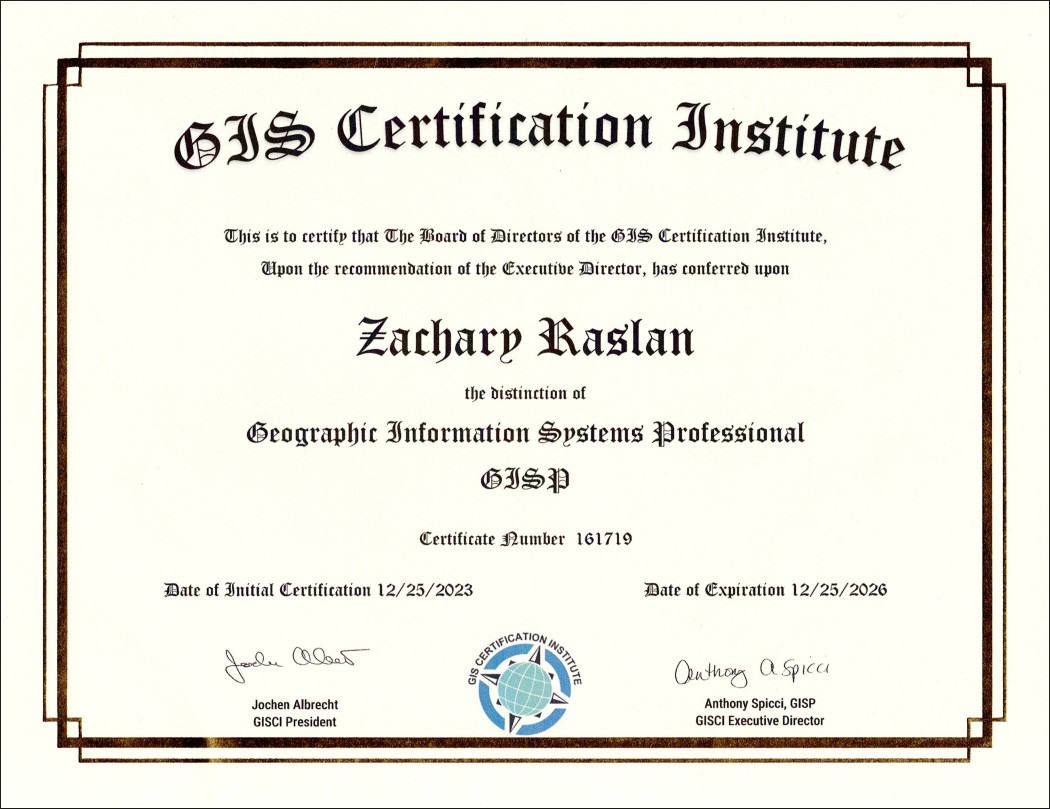 GIS Certification Institute
This is to certify that The Board of Directors of the GIS Certification Institute,
Upon the recommendation of the Executive Director, has conferred upon
Zachary Raslan
the distinction of
Geographic Information Systems Professional
GISP
Certificate Number 161719
Date of Initial Certification 12/25/2023
Date of Expiration 12/25/2026
GIS CERTIFICATION INSTITUTE
Anthony A Spicci
Jochen Albrecht
GISCI President
Anthony Spicci, GISP
GISCI Executive Director